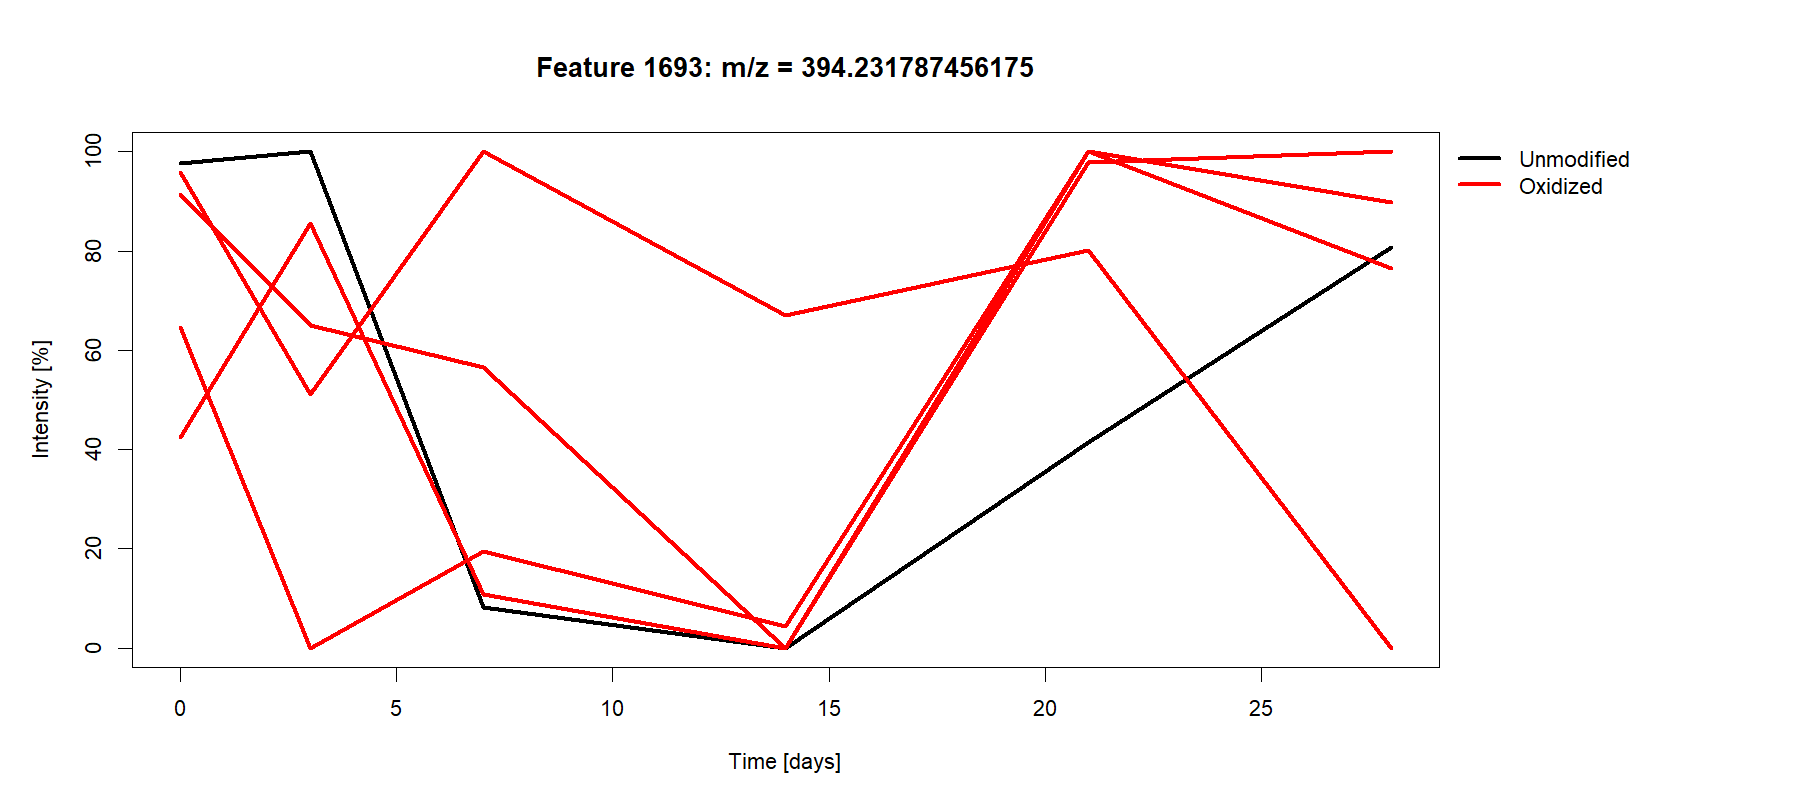 Feature 1693: m/z = 394.231787456175
Unmodified
Oxidized
Intensity [%]
100
80
60
40
20
0
0 5 10 15 20 25
Time [days]